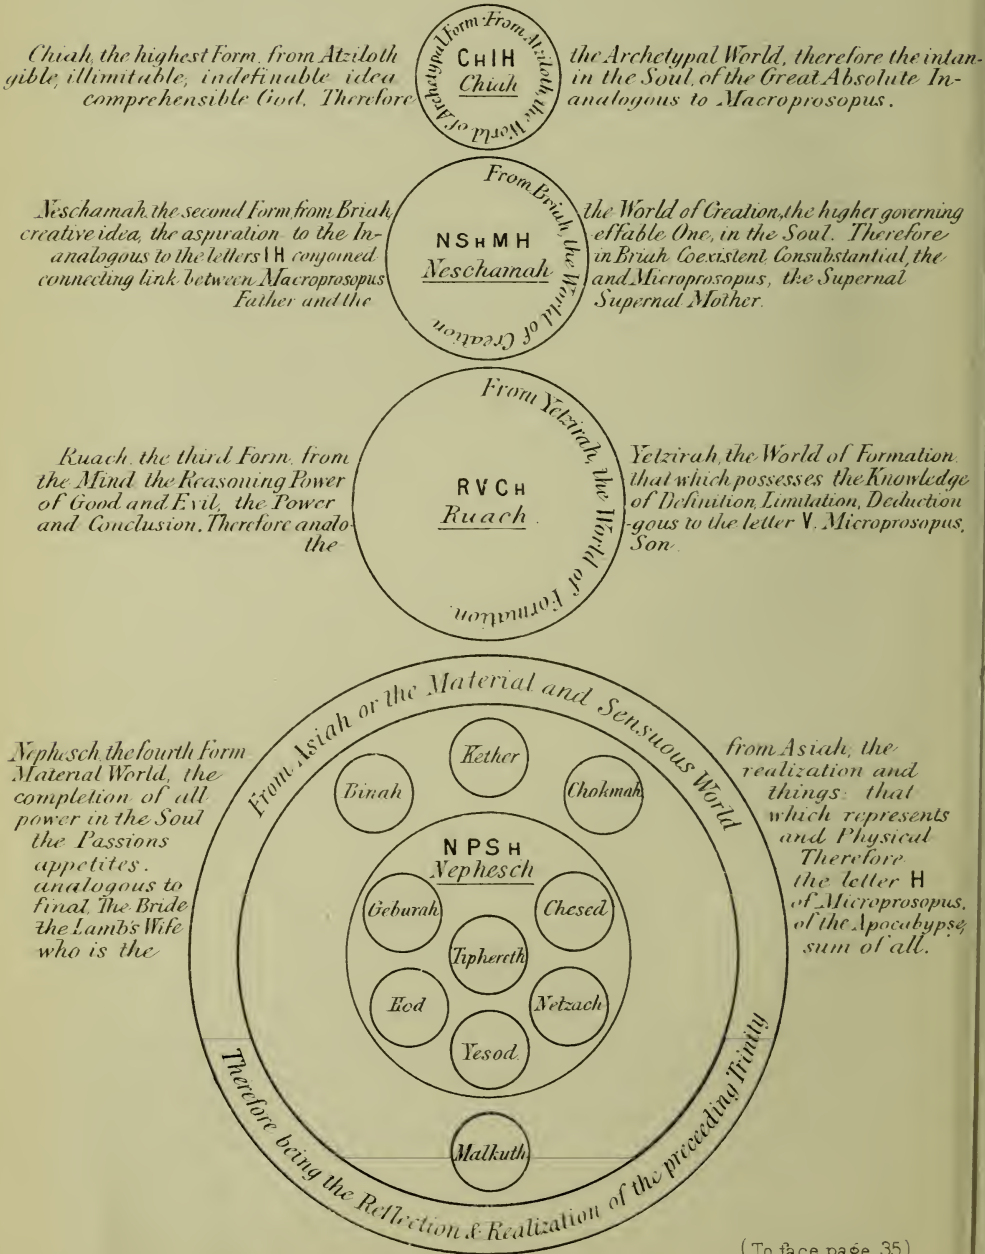 Chiah, the highest Form, from Atziloth the Archetypal World, therefore the intan-
gible, illimitable, indefinable idea in the Soul, of the Great Absolute In-
comprehensible God. Therefore analogous to Macroprosopus.
From Atziloth, the World of Archetypal Form
CHIH
Chiah
Neschamah, the second Form, from Briah, the World of Creation, the higher governing
creative idea, the aspiration to the In- effable One, in the Soul. Therefore
analogous to the letters IH conjoined in Briah Coexistent Consubstantial, the
connecting link between Macroprosopus and Microprosopus, the Supernal
Father and the Supernal Mother.
From Briah, the World of Creation
NSHMH
Neschamah
Ruach, the third Form, from Yetzirah, the World of Formation.
the Mind the Reasoning Power that which possesses the Knowledge
of Good and Evil, the Power of Definition, Limitation, Deduction
and Conclusion. Therefore analo- -gous to the letter V. Microprosopus,
the Son.
From Yetzirah, the World of Formation.
RVCH
Ruach.
Nephesch, the fourth Form from Asiah, the
Material World, the realization and
completion of all things: that
power in the Soul which represents
the Passions and Physical
appetites. Therefore
analogous to the letter H
final. The Bride of Microprosopus,
the Lamb's Wife of the Apocabypse,
who is the sum of all.
From Asiah or the Material and Sensuous World
Kether
Binah
Chokmah
NPSH
Nephesch
Geburah
Chesed
Tiphereth
Hod
Netzach
Yesod.
Malkuth
Therefore being the Reflection & Realization of the preceeding Trinity
(To face page 35)